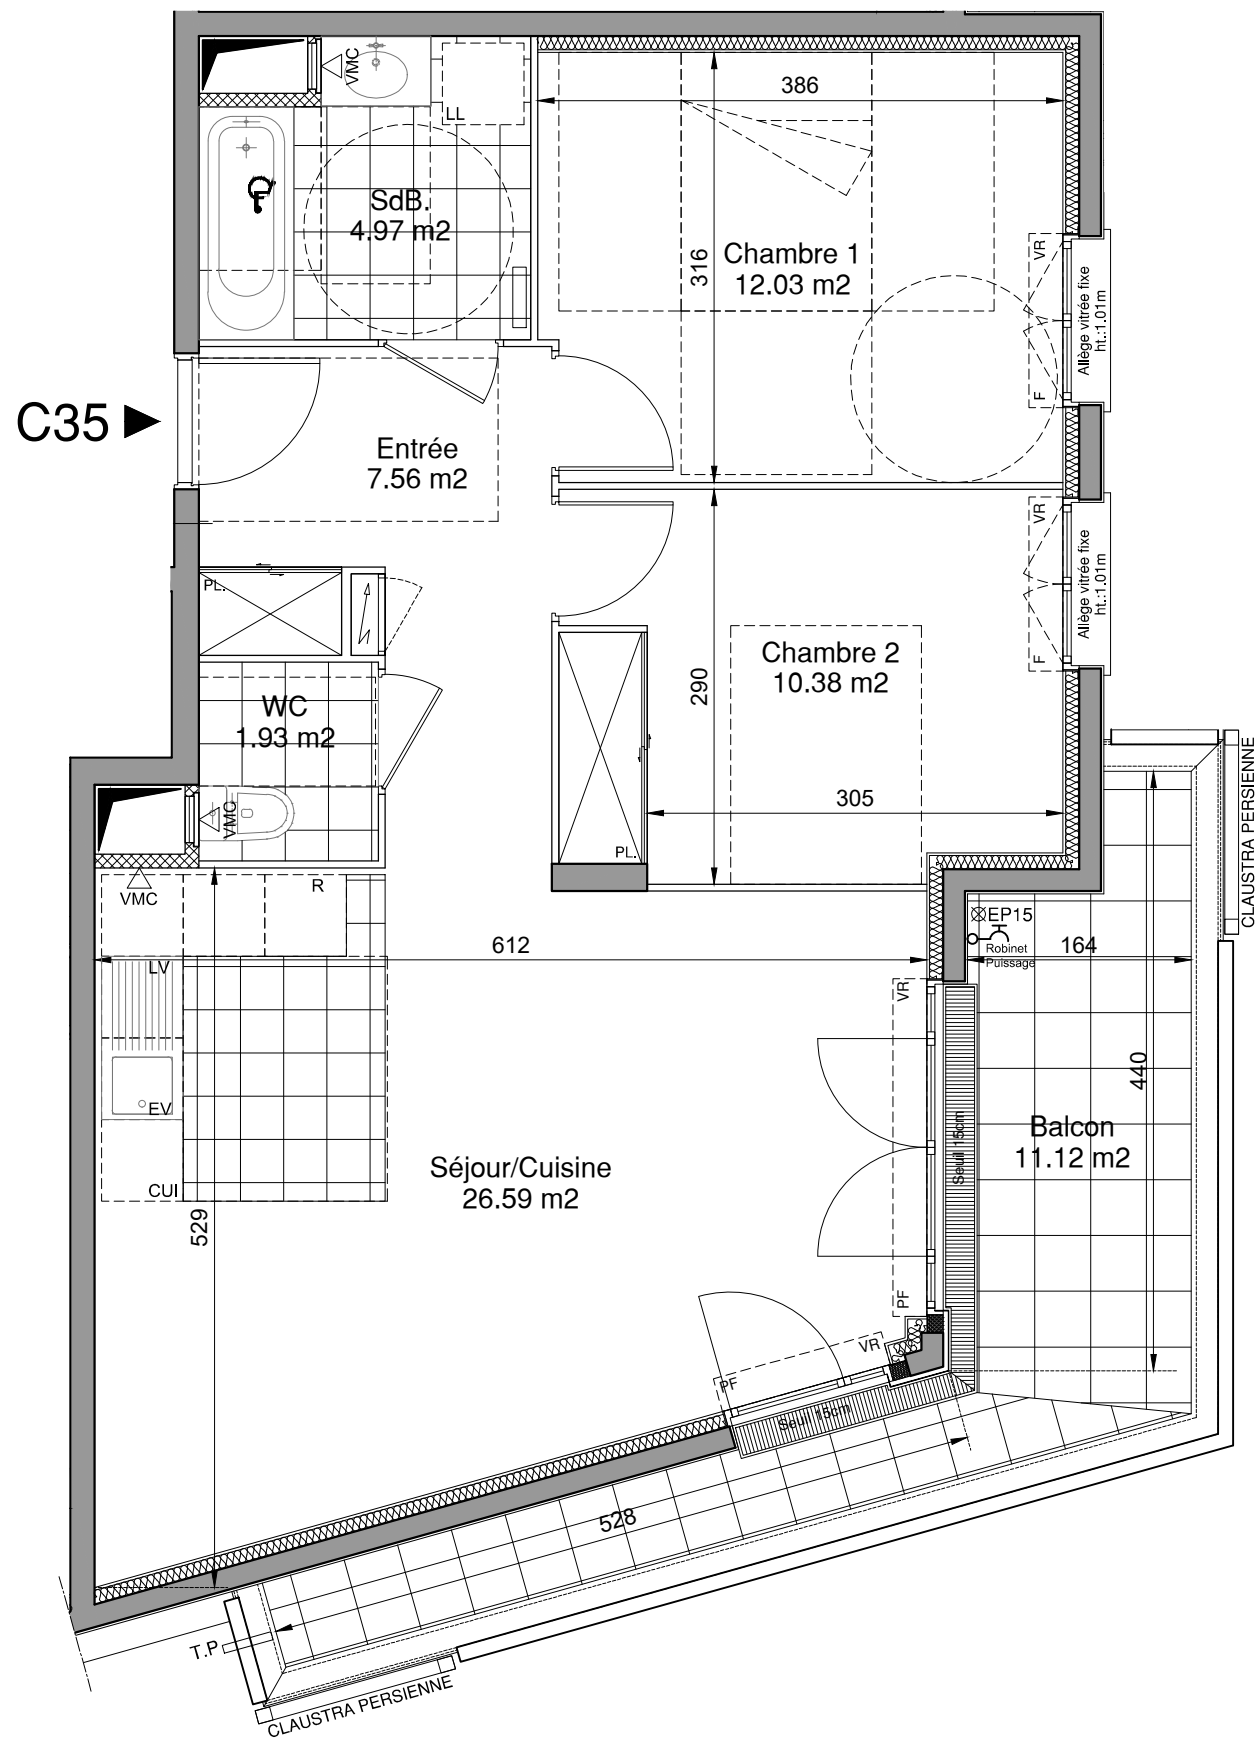 VMC
LL
386
SdB.
4.97 m2
Chambre 1
12.03 m2
316
VR
Allège vitrée fixe
ht.:1.01m
F
C35
Entrée
7.56 m2
VR
Allège vitrée fixe
ht.:1.01m
F
PL.
WC
1.93 m2
VMC
Chambre 2
10.38 m2
290
305
PL.
CLAUSTRA PERSIENNE
VMC
R
EP15
Robinet
Puissage
612
164
LV
VR
EV
CUI
440
Balcon
11.12 m2
Seuil 15cm
Séjour/Cuisine
26.59 m2
529
PF
VR
PF
Seuil 15cm
528
T.P
CLAUSTRA PERSIENNE